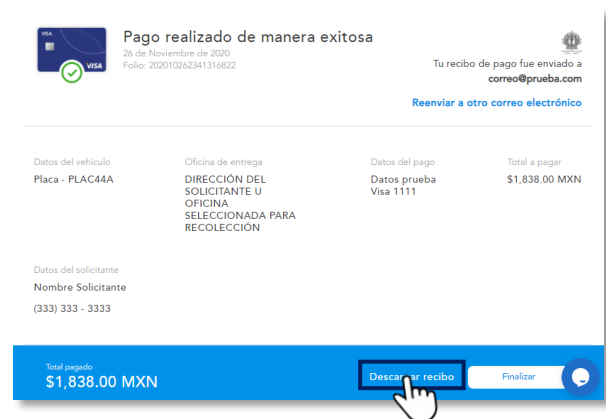 VISA
VISA
Pago realizado de manera exitosa
26 de Noviembre de 2020
Folio: 202010262341316822
Tu recibo de pago fue enviado a
correo@prueba.com
Reenviar a otro correo electrónico
Datos del vehículo
Placa - PLAC44A
Oficina de entrega
DIRECCIÓN DEL
SOLICITANTE U
OFICINA
SELECCIONADA PARA
RECOLECCIÓN
Datos del pago
Datos prueba
Visa 1111
Total a pagar
$1,838.00 MXN
Datos del solicitante
Nombre Solicitante
(333) 333 - 3333
Total pagado
$1,838.00 MXN
Descargar recibo
Finalizar